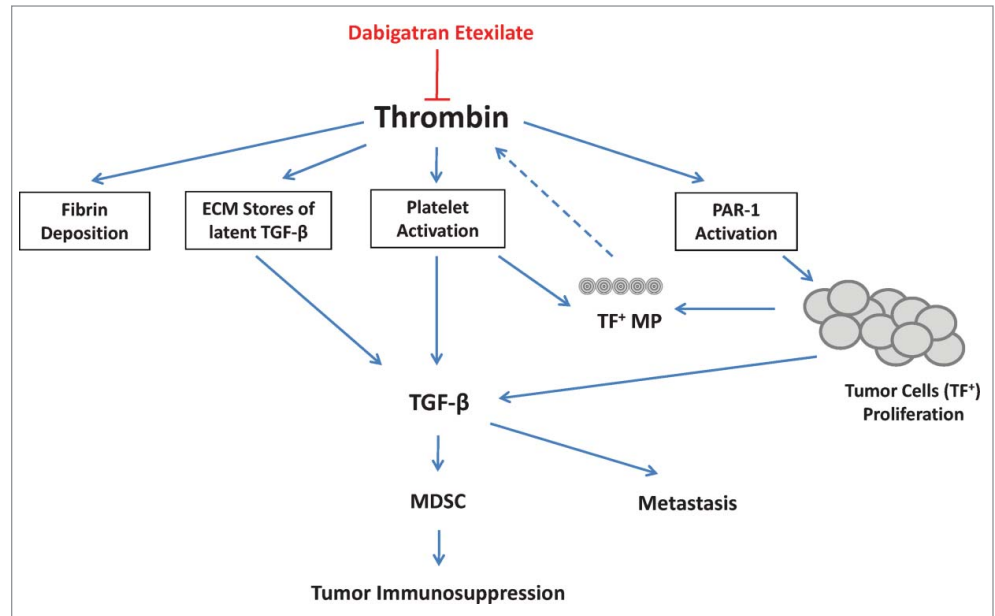 Dabigatran Etexilate
Thrombin
Fibrin
Deposition
ECM Stores of
latent TGF-β
Platelet
Activation
PAR-1
Activation
TF⁺ MP
Tumor Cells (TF⁺)
Proliferation
TGF-β
MDSC
Metastasis
Tumor Immunosuppression